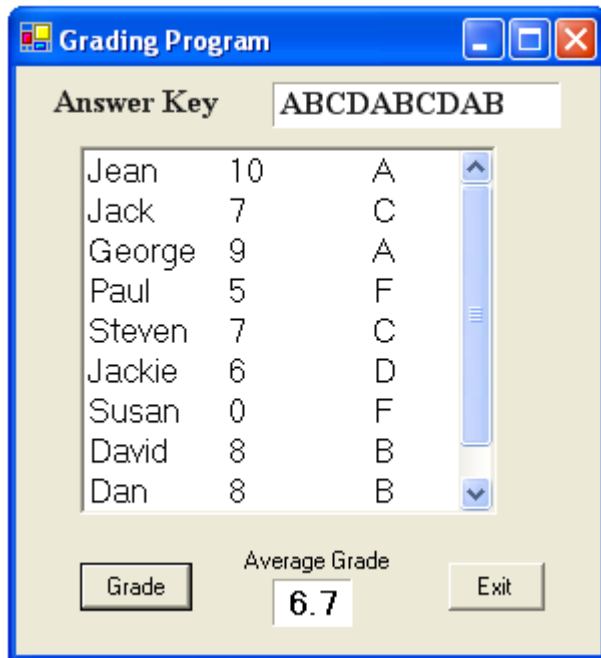 Grading Program
Answer Key ABCDABCDAB
Jean 10 A
Jack 7 C
George 9 A
Paul 5 F
Steven 7 C
Jackie 6 D
Susan 0 F
David 8 B
Dan 8 B
Average Grade
Grade 6.7 Exit